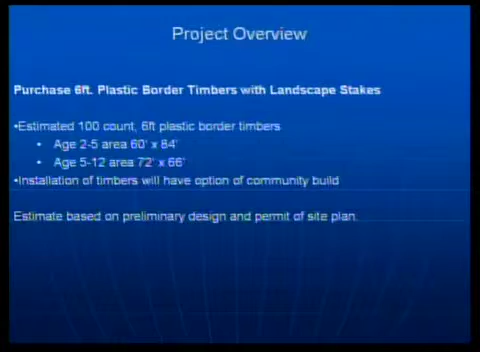 Project Overview
Purchase 6ft. Plastic Border Timbers with Landscape Stakes
•Estimated 100 count, 6ft plastic border timbers
• Age 2-5 area 60' x 84'
• Age 5-12 area 72' x 66'
•Installation of timbers will have option of community build
Estimate based on preliminary design and permit of site plan.